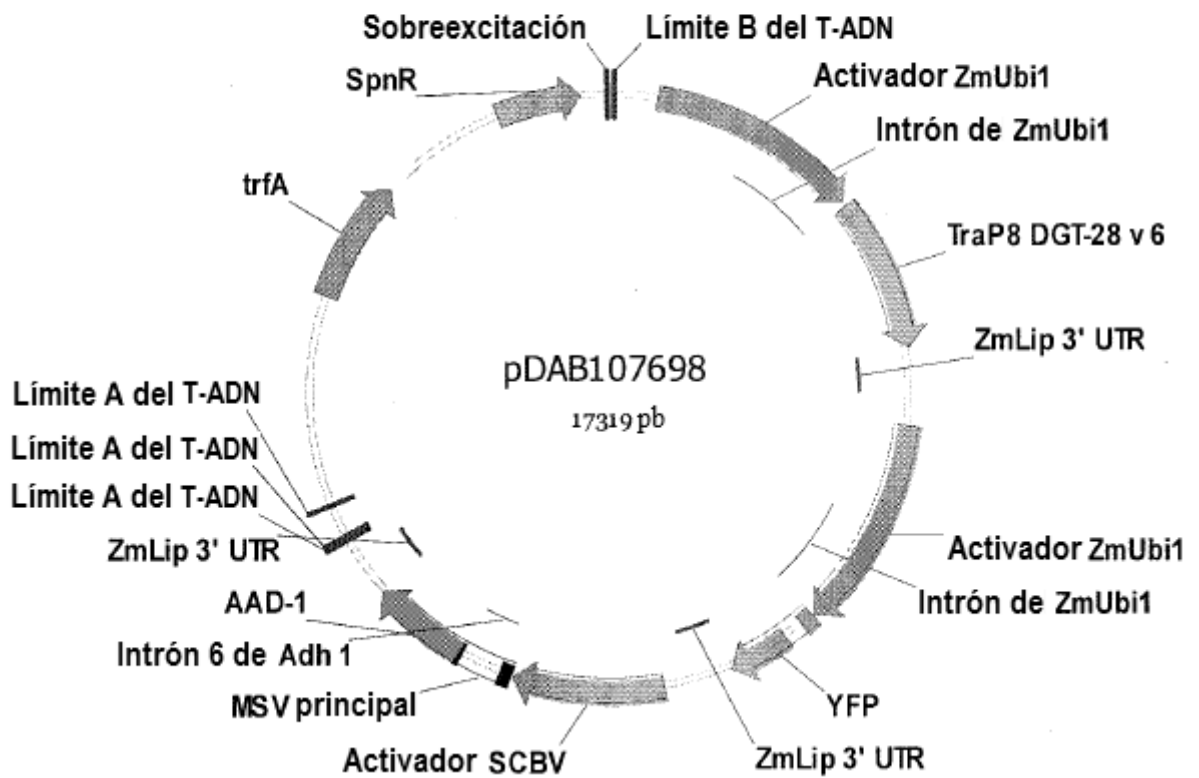 Sobreexcitación
Límite B del T-ADN
SpnR
Activador ZmUbi1
Intrón de ZmUbi1
trfA
TraP8 DGT-28 v 6
ZmLip 3' UTR
pDAB107698
17319 pb
Límite A del T-ADN
Límite A del T-ADN
Límite A del T-ADN
ZmLip 3' UTR
Activador ZmUbi1
AAD-1
Intrón de ZmUbi1
Intrón 6 de Adh 1
MSV principal
YFP
Activador SCBV
ZmLip 3' UTR